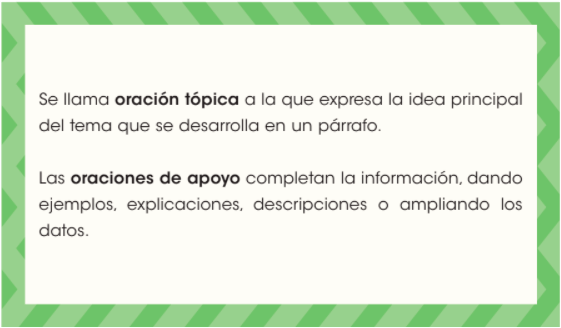 Se llama oración tópica a la que expresa la idea principal
del tema que se desarrolla en un párrafo.
Las oraciones de apoyo completan la información, dando
ejemplos, explicaciones, descripciones o ampliando los
datos.